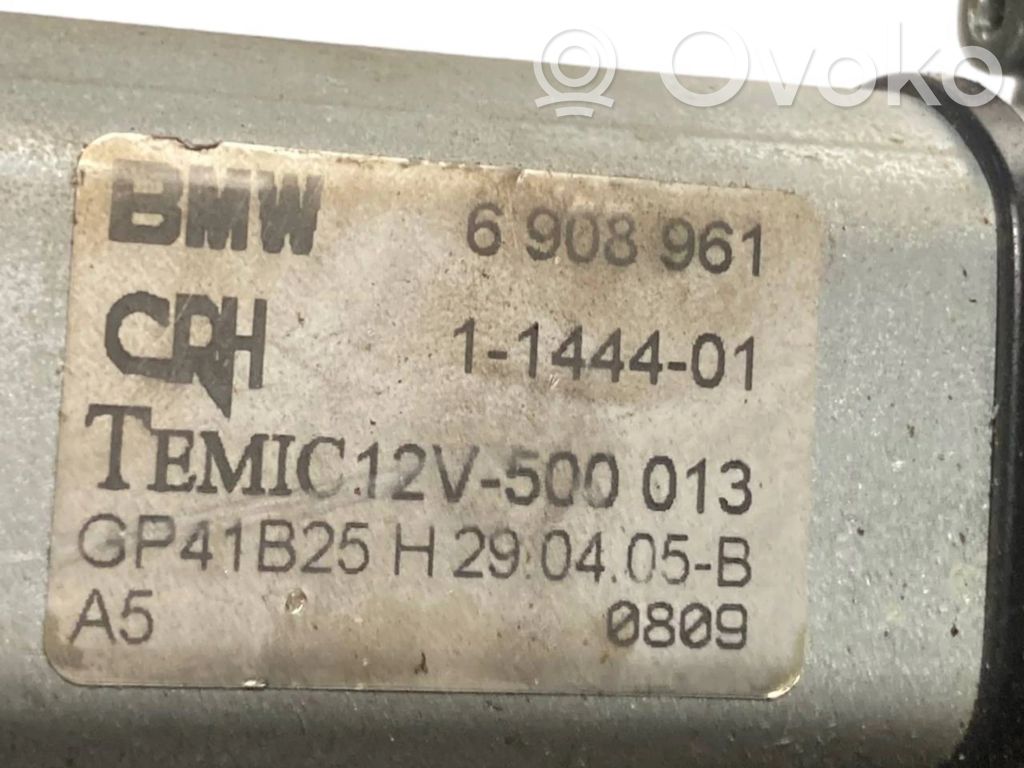 Ovoko
BMW 6 908 961
CRH 1-1444-01
TEMIC 12V-500 013
GP41B25 H 29.04.05-B
A5 0809